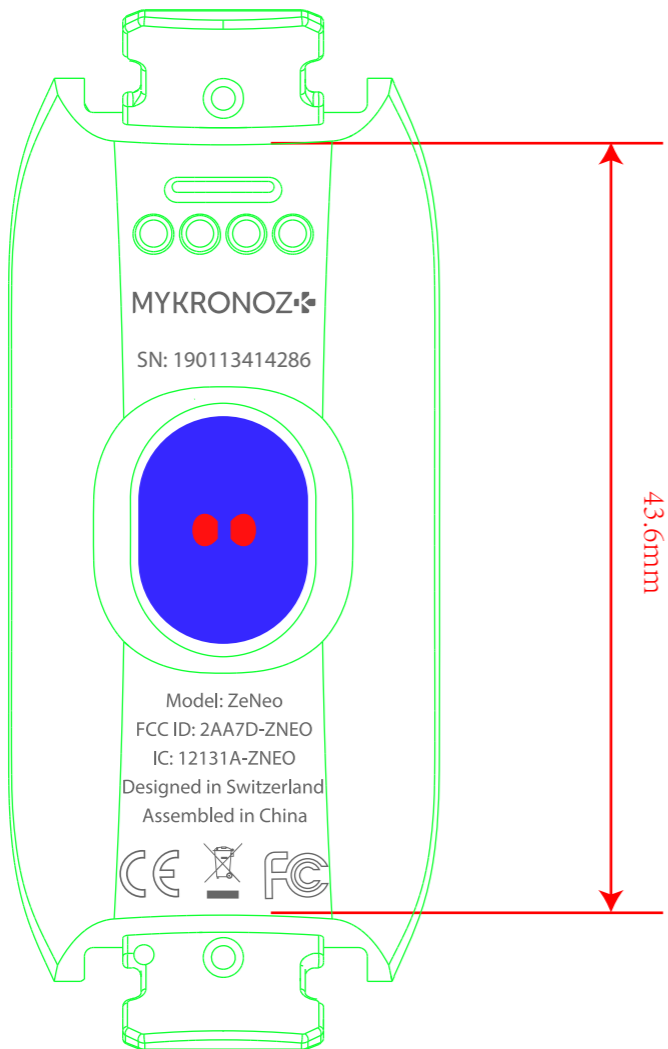 MYKRONOZ
SN: 190113414286
43.6mm
Model: ZeNeo
FCC ID: 2AA7D-ZNEO
IC: 12131A-ZNEO
Designed in Switzerland
Assembled in China
CE FC